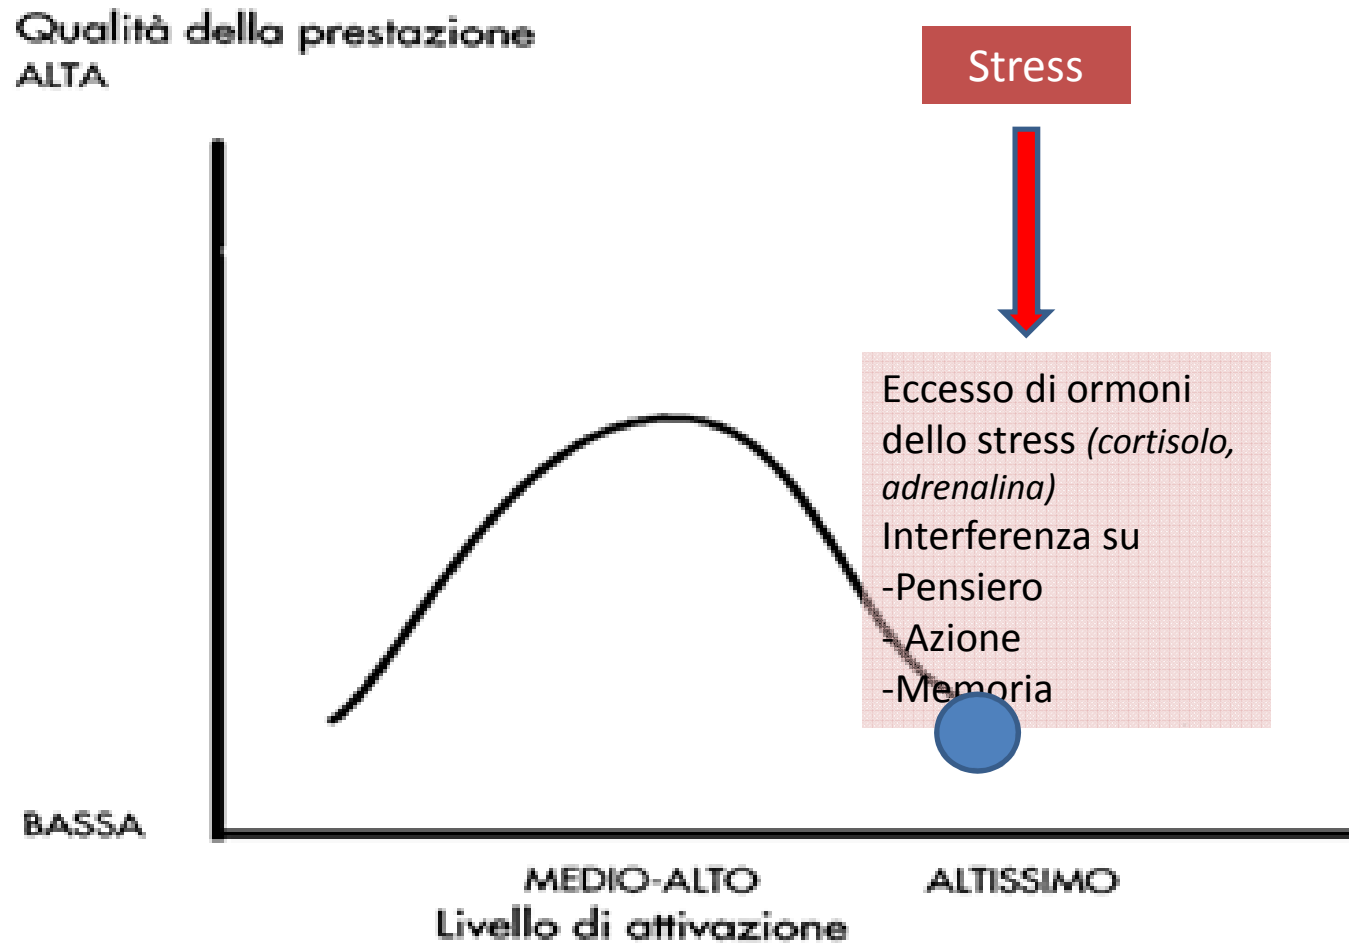 Qualità della prestazione
ALTA
Stress
Eccesso di ormoni
dello stress (cortisolo,
adrenalina)
Interferenza su
-Pensiero
- Azione
-Memoria
BASSA
MEDIO-ALTO
ALTISSIMO
Livello di attivazione